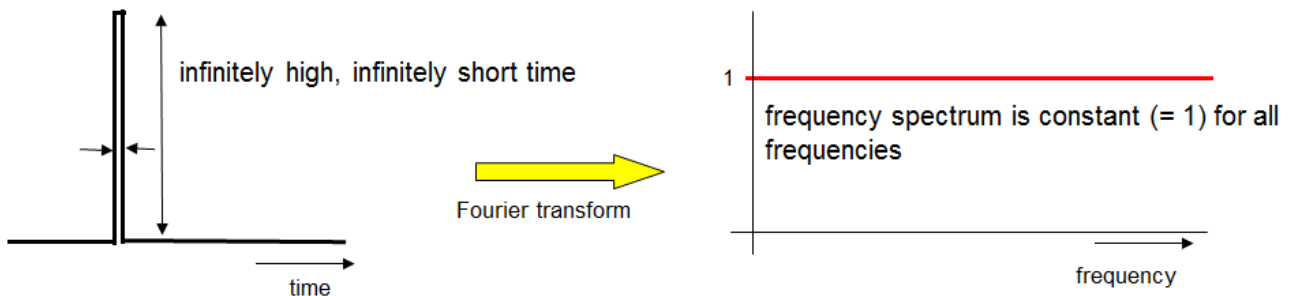 infinitely high, infinitely short time
time
Fourier transform
1
frequency spectrum is constant (= 1) for all
frequencies
frequency